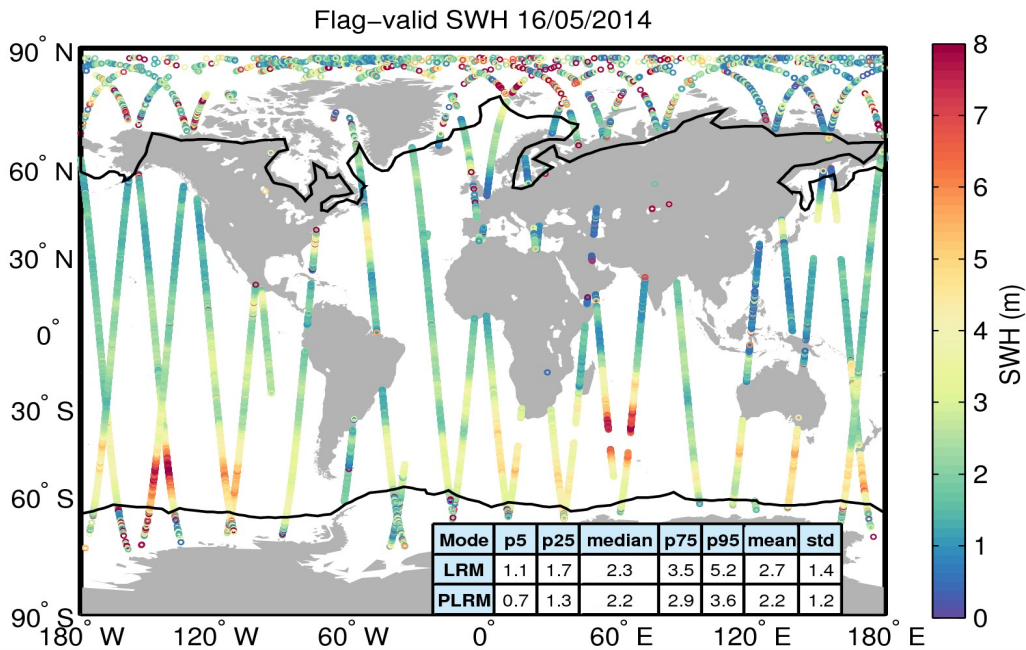 Flag−valid SWH 16/05/2014
90° N
60° N
30° N
0°
30° S
60° S
90° S
180° W
120° W
60° W
0°
60° E
120° E
180° E
8
7
6
5
4
3
2
1
0
SWH (m)
Mode p5 p25 median p75 p95 mean std
LRM 1.1 1.7 2.3 3.5 5.2 2.7 1.4
PLRM 0.7 1.3 2.2 2.9 3.6 2.2 1.2